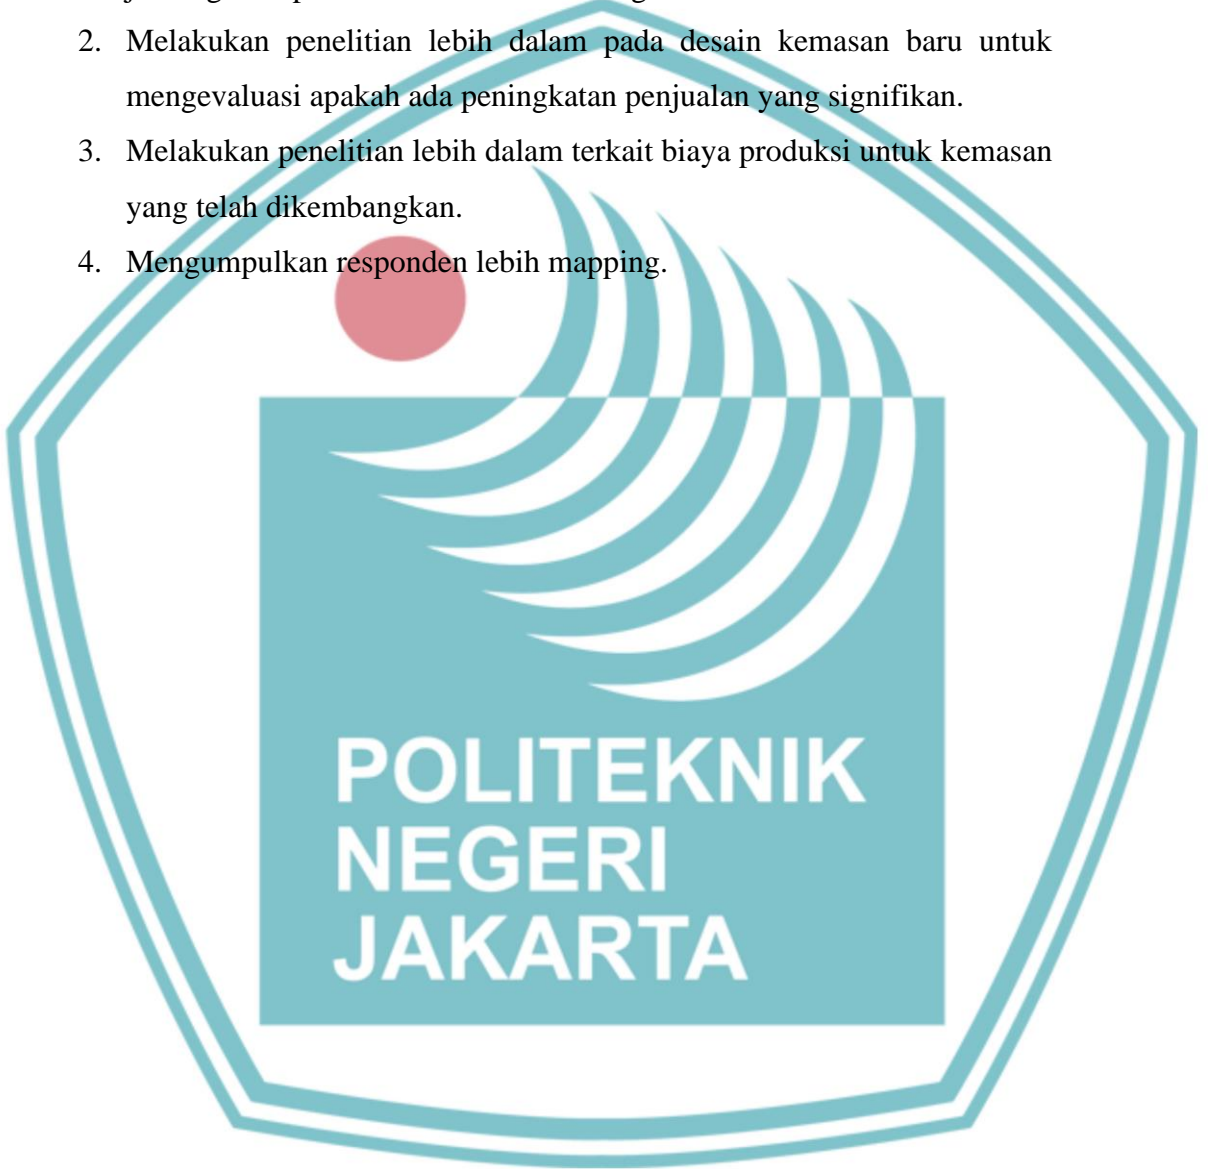 2. Melakukan penelitian lebih dalam pada desain kemasan baru untuk
mengevaluasi apakah ada peningkatan penjualan yang signifikan.
3. Melakukan penelitian lebih dalam terkait biaya produksi untuk kemasan
yang telah dikembangkan.
4. Mengumpulkan responden lebih mapping.
POLITEKNIK
NEGERI
JAKARTA